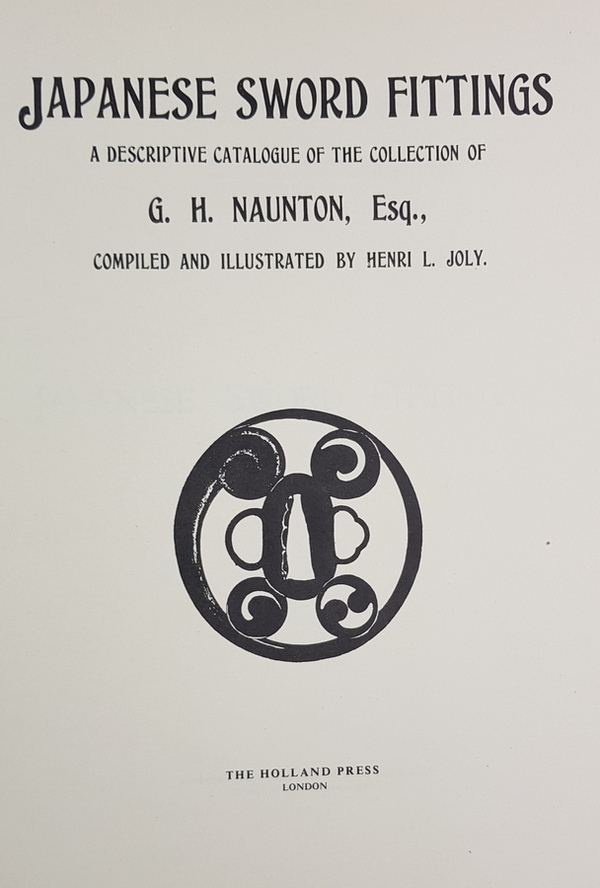 JAPANESE SWORD FITTINGS
A DESCRIPTIVE CATALOGUE OF THE COLLECTION OF
G. H. NAUNTON, Esq.,
COMPILED AND ILLUSTRATED BY HENRI L. JOLY.
THE HOLLAND PRESS
LONDON